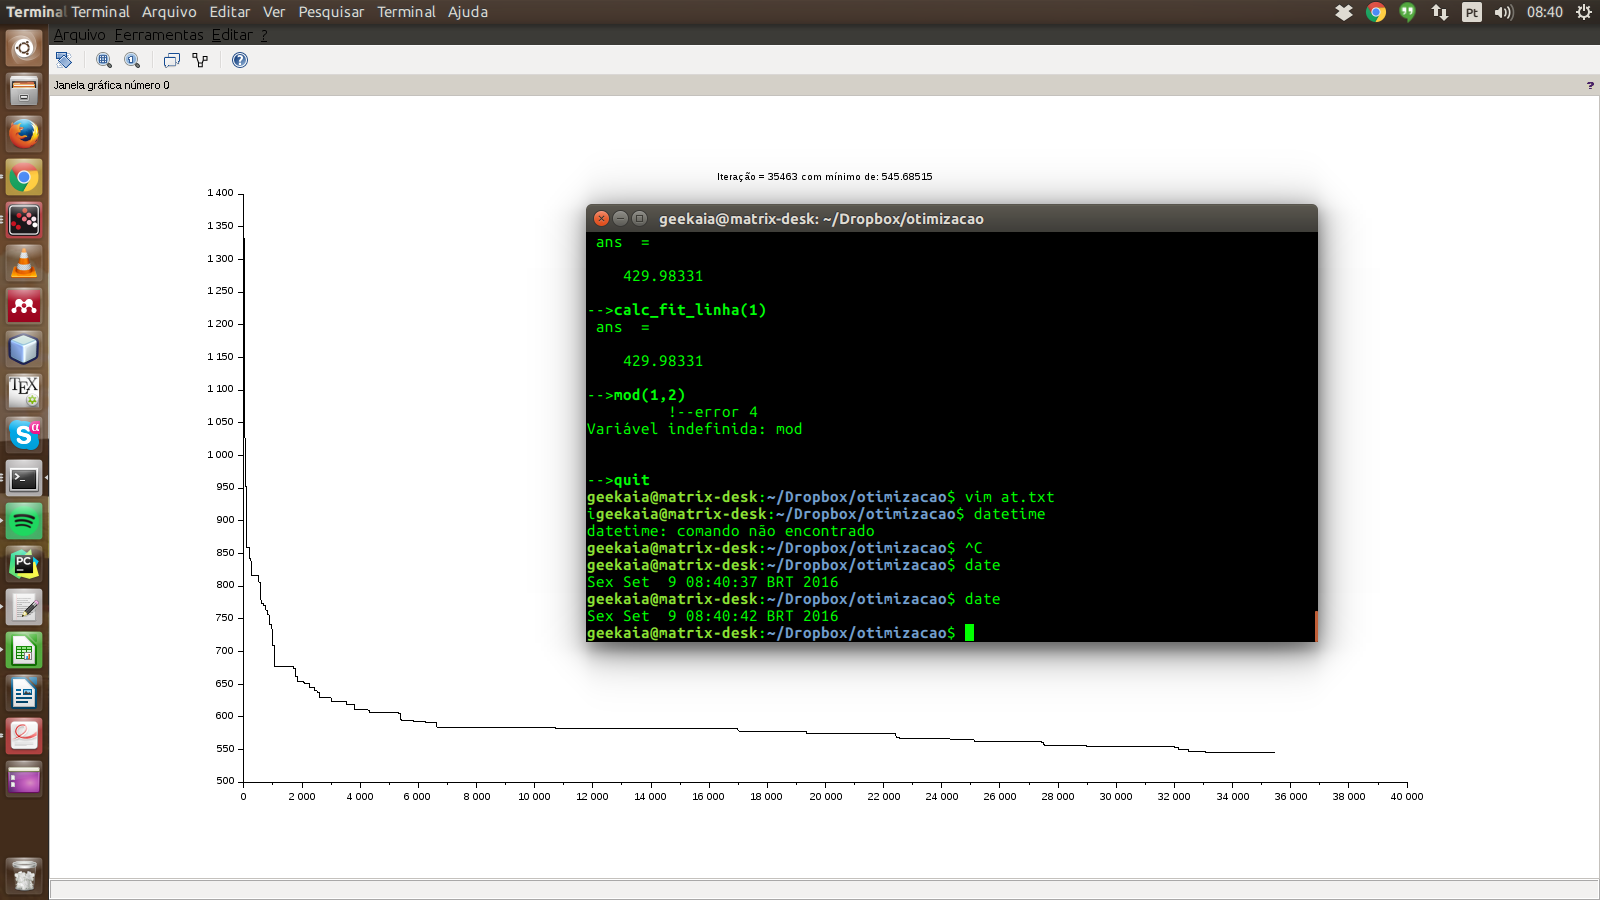 Terminal Terminal Arquivo Editar Ver Pesquisar Terminal Ajuda Pt 08:40
Arquivo Ferramentas Editar ?
Janela gráfica número 0 ?
Iteração = 35463 com mínimo de: 545.68515
1 400
1 350
1 300
1 250
1 200
1 150
1 100
1 050
1 000
950
900
850
800
750
700
650
600
550
500
0 2 000 4 000 6 000 8 000 10 000 12 000 14 000 16 000 18 000 20 000 22 000 24 000 26 000 28 000 30 000 32 000 34 000 36 000 38 000 40 000
geekaia@matrix-desk: ~/Dropbox/otimizacao
ans =
429.98331
-->calc_fit_linha(1)
ans =
429.98331
-->mod(1,2)
!--error 4
Variável indefinida: mod
-->quit
geekaia@matrix-desk:~/Dropbox/otimizacao$ vim at.txt
igeekaia@matrix-desk:~/Dropbox/otimizacao$ datetime
datetime: comando não encontrado
geekaia@matrix-desk:~/Dropbox/otimizacao$ ^C
geekaia@matrix-desk:~/Dropbox/otimizacao$ date
Sex Set  9 08:40:37 BRT 2016
geekaia@matrix-desk:~/Dropbox/otimizacao$ date
Sex Set  9 08:40:42 BRT 2016
geekaia@matrix-desk:~/Dropbox/otimizacao$
TEX
S α
PC